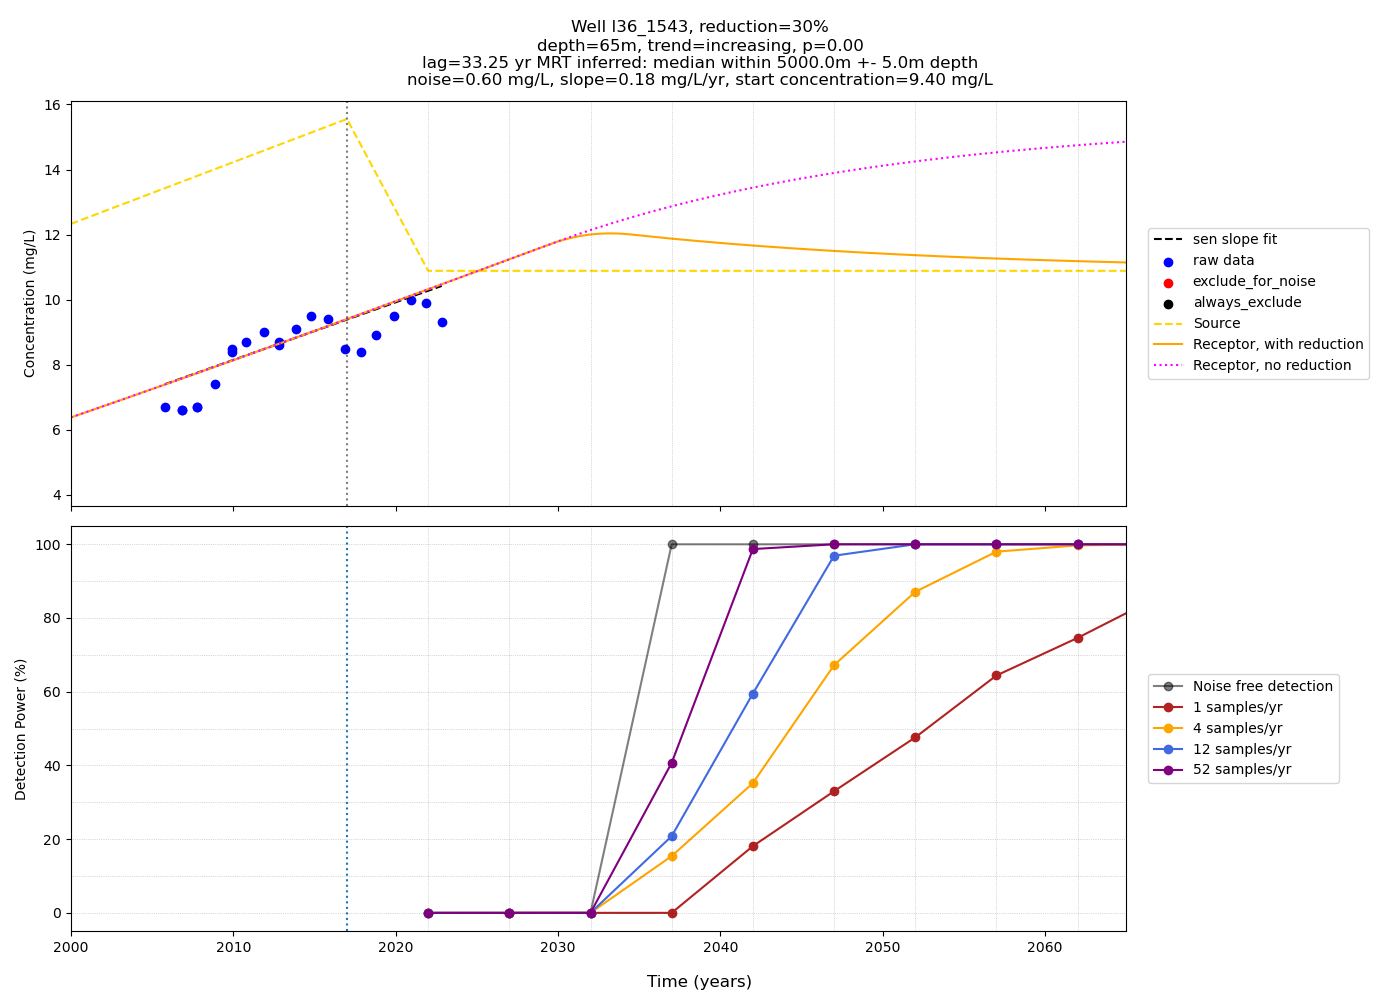 Well l36_1543, reduction=30%
depth=65m, trend=increasing, p=0.00
lag=33.25 yr MRT inferred: median within 5000.0m +- 5.0m depth
noise=0.60 mg/L, slope=0.18 mg/L/yr, start concentration=9.40 mg/L
16
14
12
10
8
6
4
Concentration (mg/L)
sen slope fit
raw data
exclude_for_noise
always_exclude
Source
Receptor, with reduction
Receptor, no reduction
100
80
60
40
20
0
Detection Power (%)
Noise free detection
1 samples/yr
4 samples/yr
12 samples/yr
52 samples/yr
2000 2010 2020 2030 2040 2050 2060
Time (years)